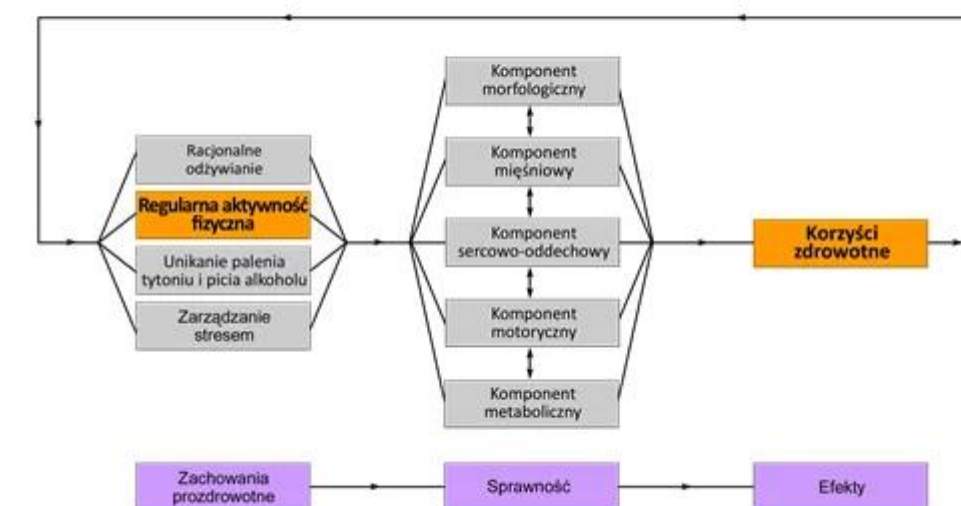 Racjonalne
odżywianie
Regularna aktywność
fizyczna
Unikanie palenia
tytoniu i picia alkoholu
Zarządzanie
stresem
Komponent
morfologiczny
Komponent
mięśniowy
Komponent
sercowo-oddechowy
Komponent
motoryczny
Komponent
metaboliczny
Korzyści
zdrowotne
Zachowania
prozdrowotne
Sprawność
Efekty